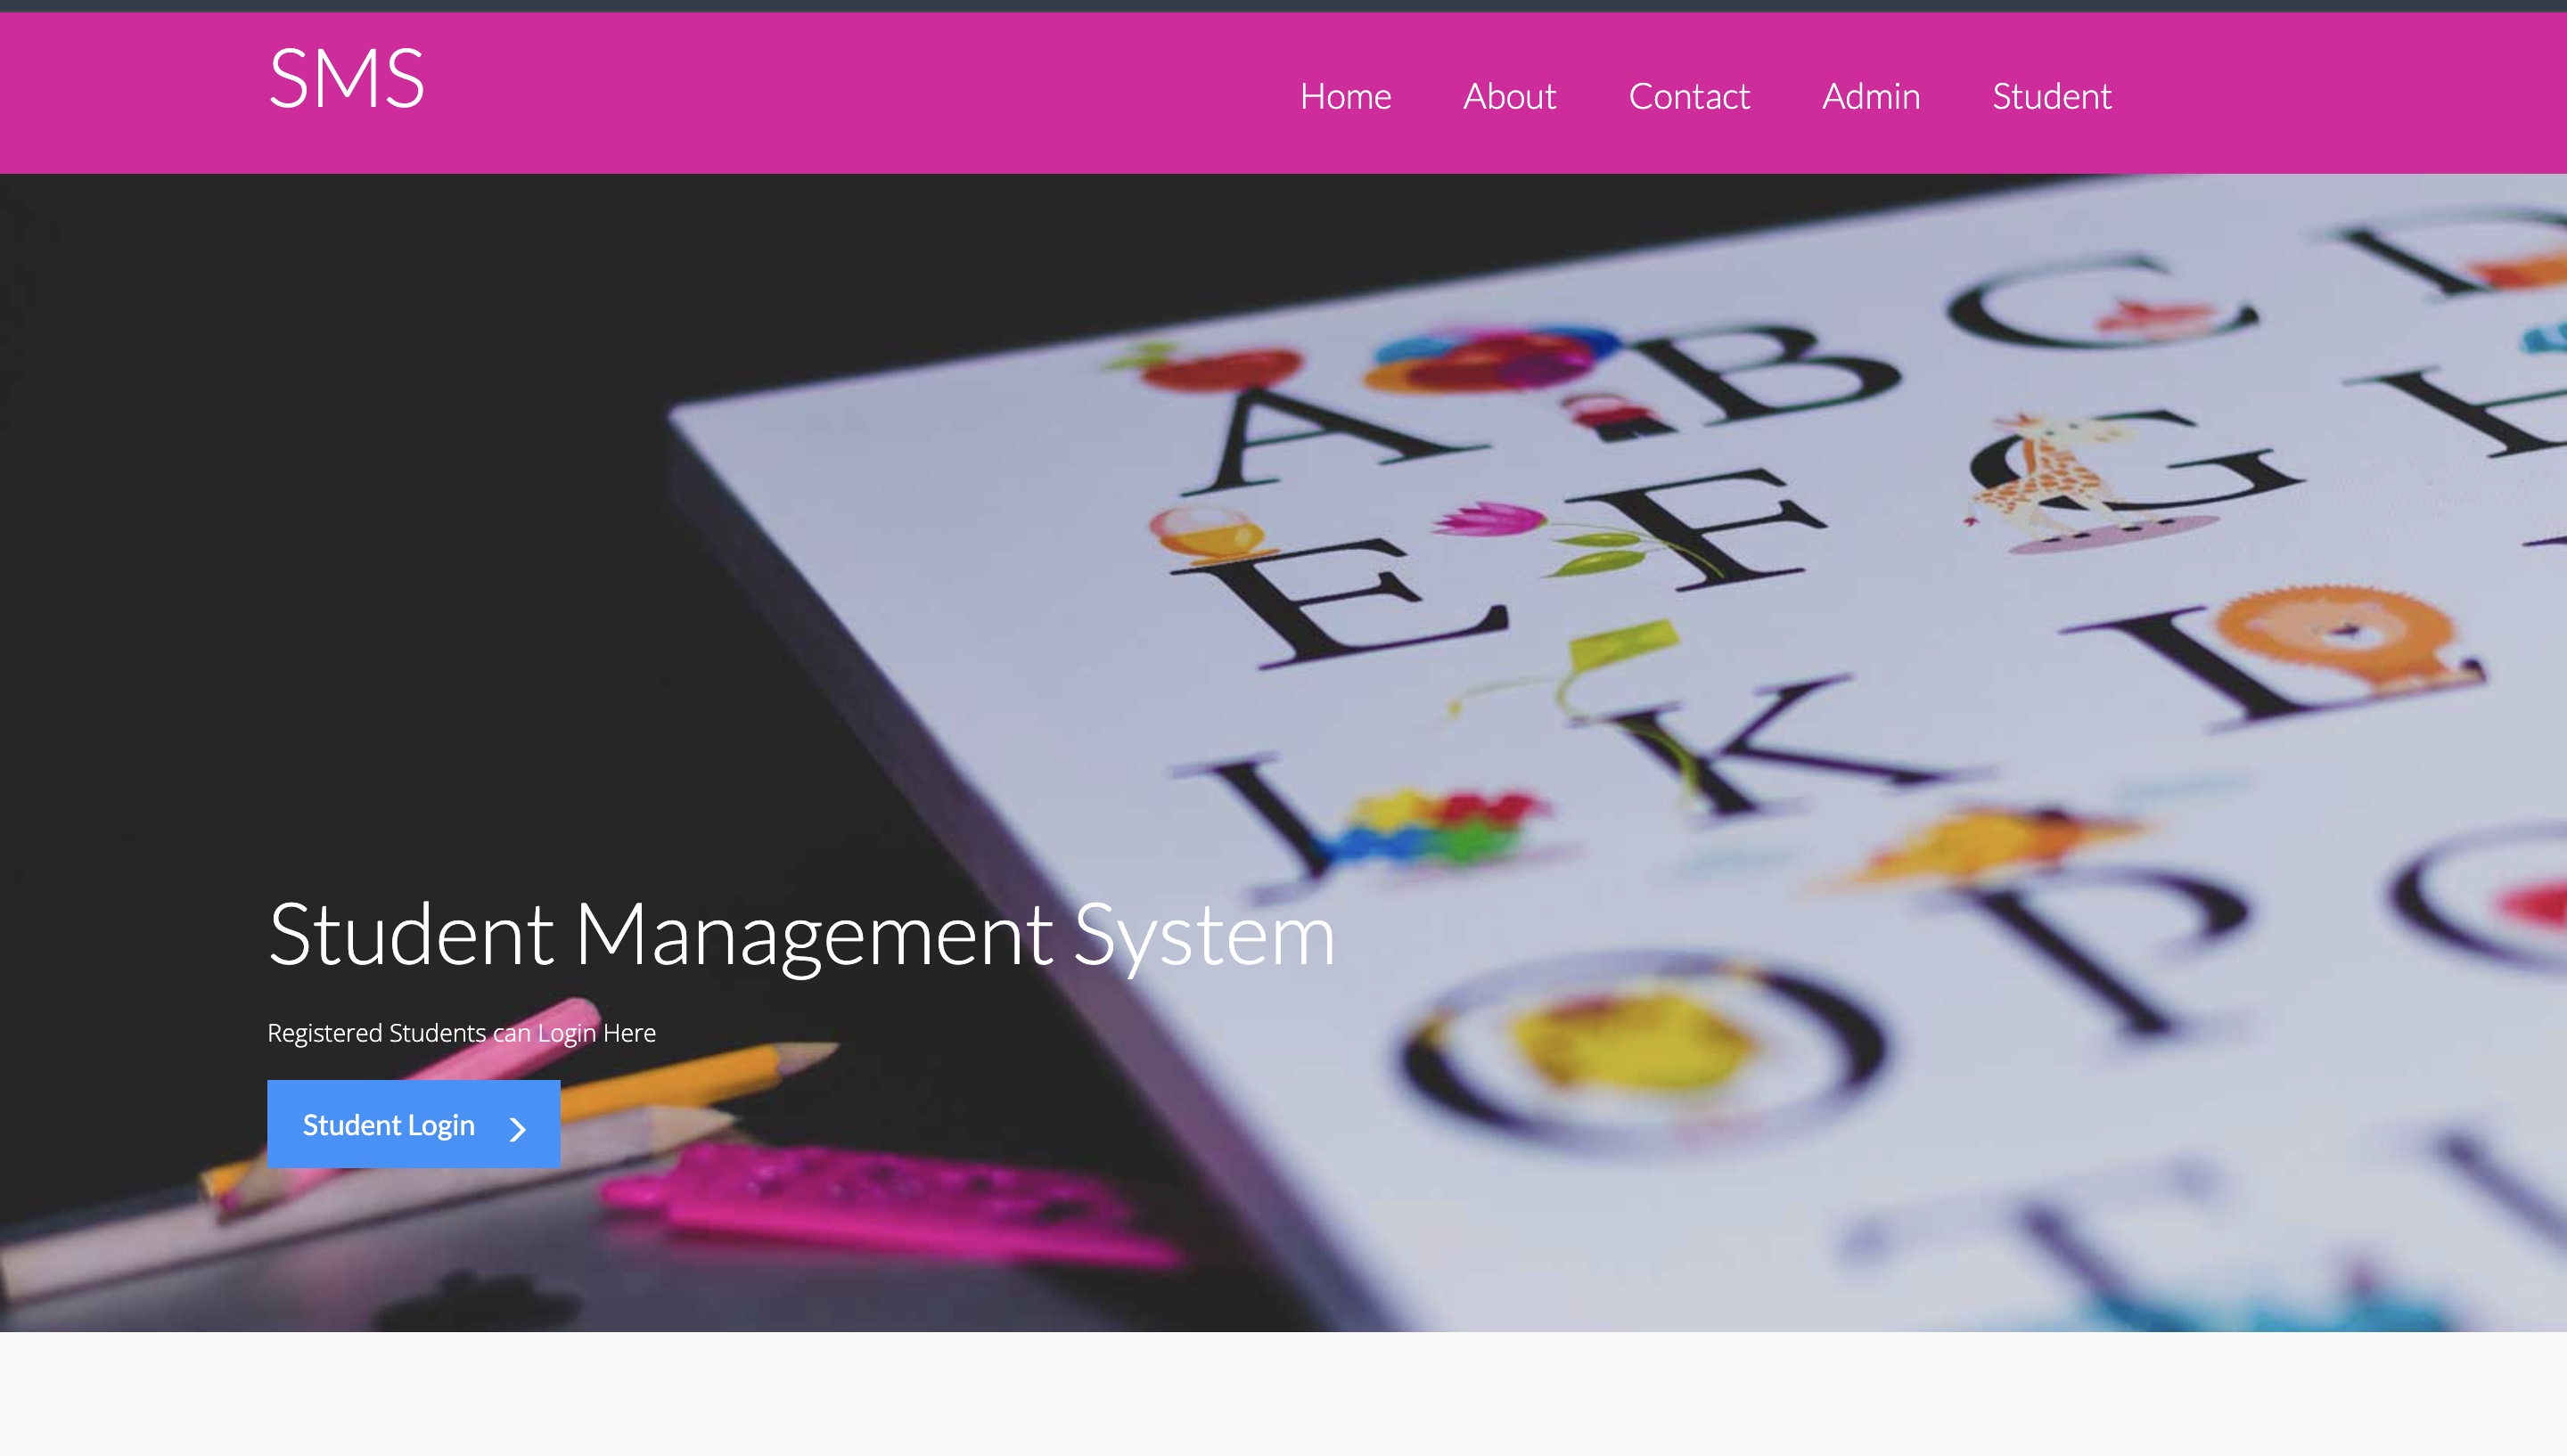 SMS
Home About Contact Admin Student
A B C D
E F G H
J K L
O P
Student Management System
Registered Students can Login Here
Student Login